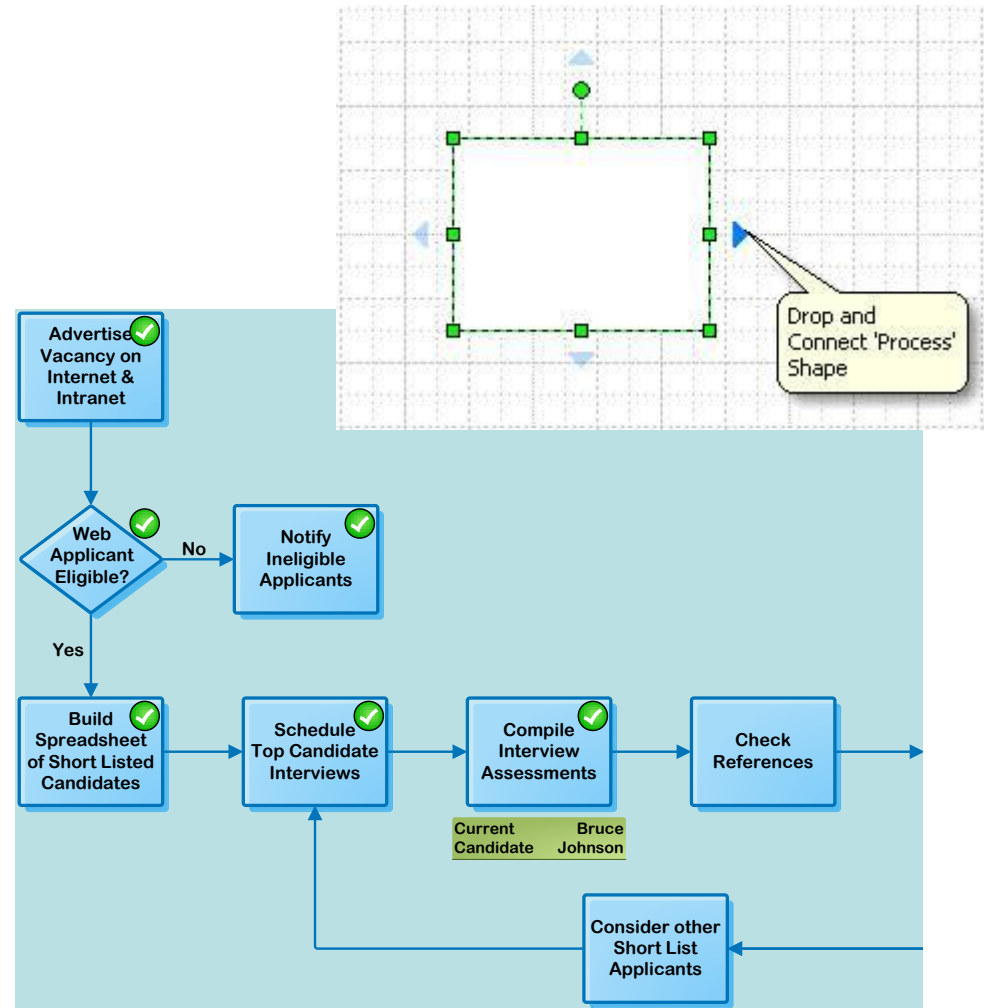 Drop and
Connect 'Process'
Shape
Advertise
Vacancy on
Internet &
Intranet
Web
Applicant
Eligible?
No
Notify
Ineligible
Applicants
Yes
Build
Spreadsheet
of Short Listed
Candidates
Schedule
Top Candidate
Interviews
Compile
Interview
Assessments
Check
References
Current Bruce
Candidate Johnson
Consider other
Short List
Applicants